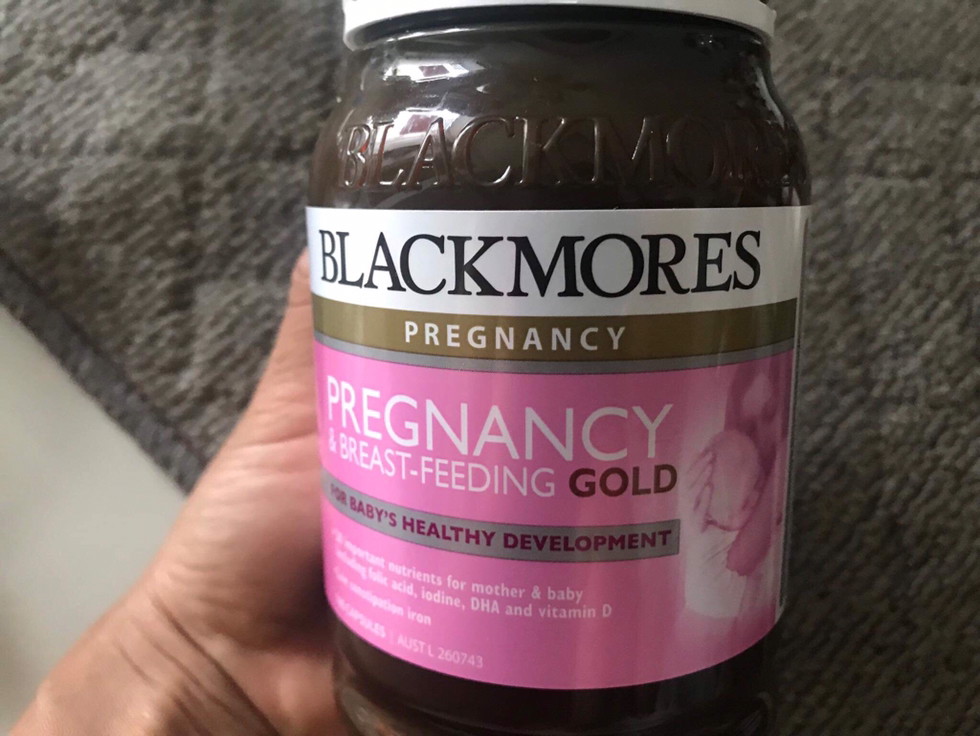 BLACKMORES
BLACKMORES
PREGNANCY
PREGNANCY
& BREAST-FEEDING GOLD
FOR BABY'S HEALTHY DEVELOPMENT
important nutrients for mother & baby
including folic acid, iodine, DHA and vitamin D
constipation iron
CAPSULES | AUST L 260743